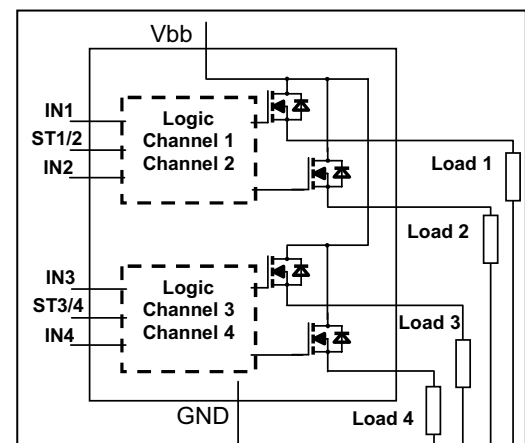 Vbb
IN1
ST1/2
IN2
Logic
Channel 1
Channel 2
Load 1
Load 2
IN3
ST3/4
IN4
Logic
Channel 3
Channel 4
Load 3
GND
Load 4